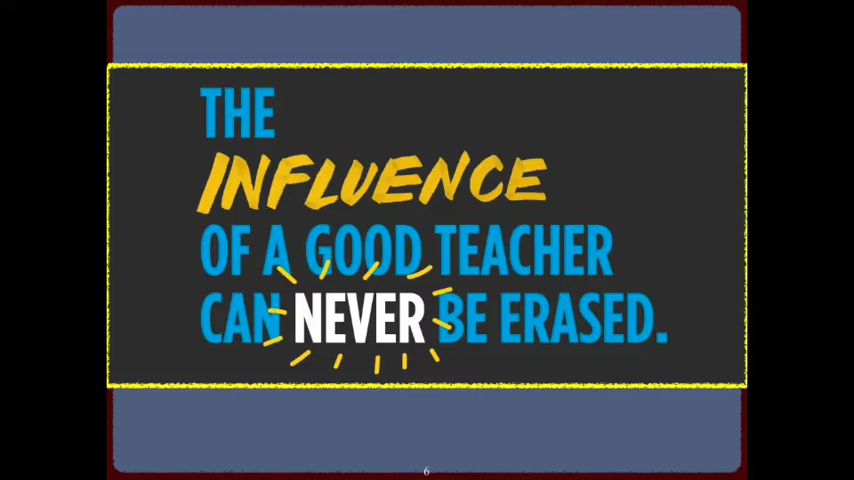 THE
INFLUENCE
OF A GOOD TEACHER
CAN NEVER BE ERASED.
6